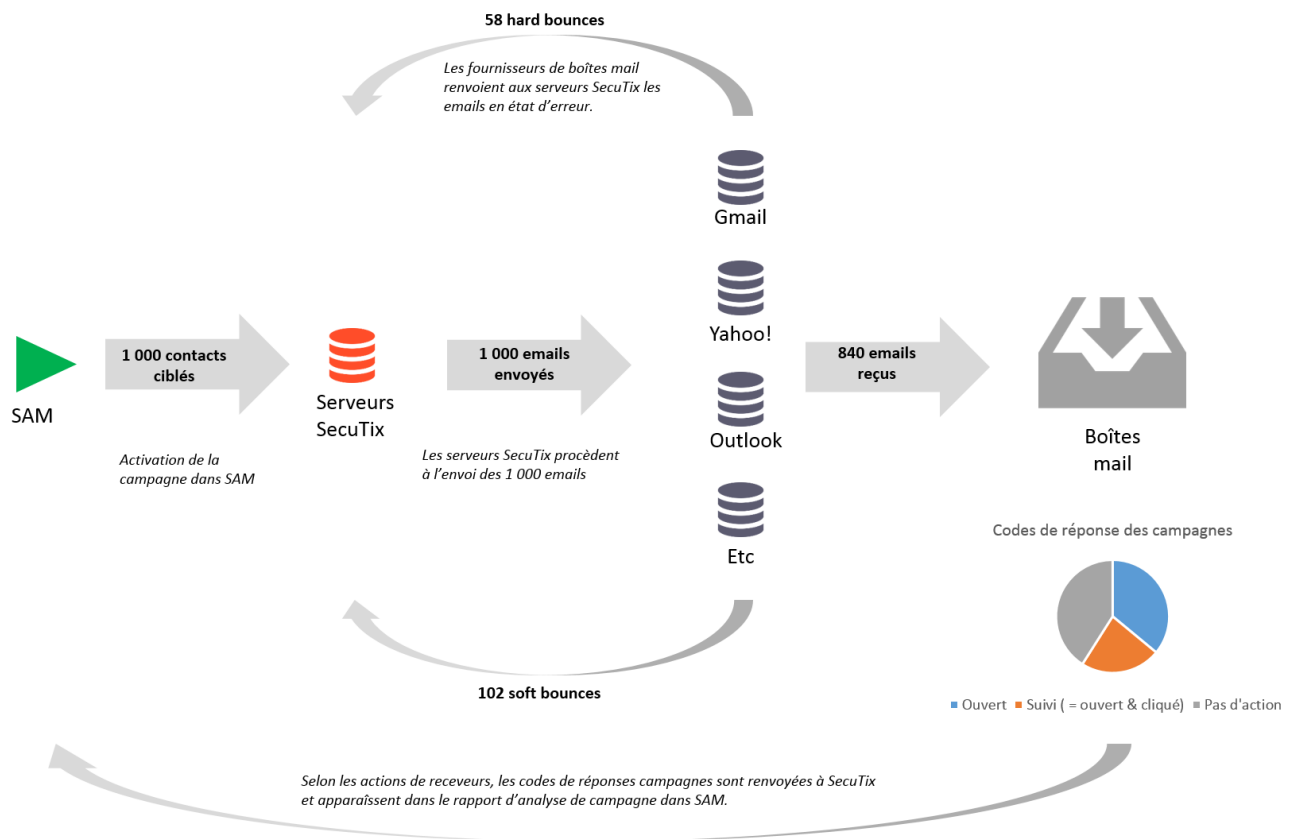 58 hard bounces
Les fournisseurs de boîtes mail
renvoient aux serveurs SecuTix les
emails en état d'erreur.
Gmail
Yahoo!
Outlook
Etc
SAM
1 000 contacts
ciblés
Activation de la
campagne dans SAM
Serveurs
SecuTix
1 000 emails
envoyés
Les serveurs SecuTix procèdent
à l'envoi des 1 000 emails
840 emails
reçus
Boîtes
mail
102 soft bounces
Codes de réponse des campagnes
Ouvert
Suivi ( = ouvert & cliqué)
Pas d'action
Selon les actions de receveurs, les codes de réponses campagnes sont renvoyées à SecuTix
et apparaîssent dans le rapport d'analyse de campagne dans SAM.